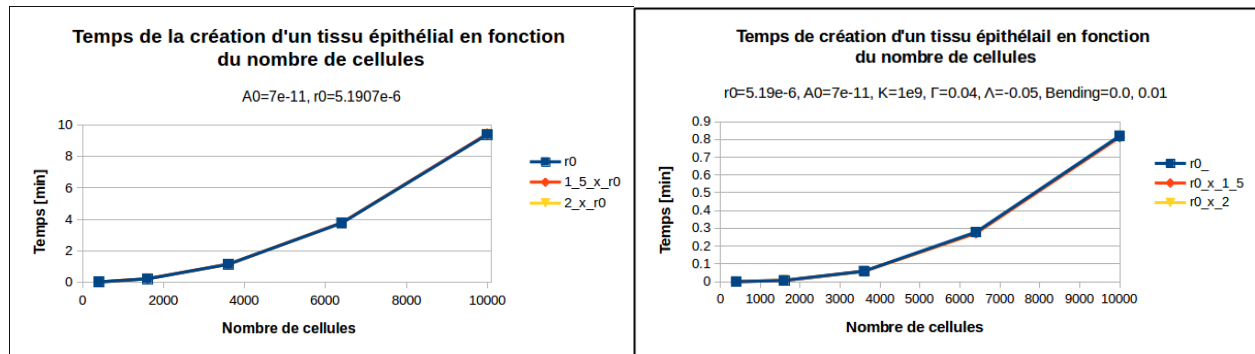 Temps de la création d'un tissu épithélial en fonction
du nombre de cellules
A0=7e-11, r0=5.1907e-6
10
8
6
4
2
0
Temps [min]
0 2000 4000 6000 8000 10000
Nombre de cellules
r0
1_5_x_r0
2_x_r0
Temps de création d'un tissu épithélail en fonction
du nombre de cellules
r0=5.19e-6, A0=7e-11, K=1e9, Γ=0.04, Λ=-0.05, Bending=0.0, 0.01
0.9
0.8
0.7
0.6
0.5
0.4
0.3
0.2
0.1
0
Temps [min]
0 1000 2000 3000 4000 5000 6000 7000 8000 9000 10000
Nombre de cellules
r0_
r0_x_1_5
r0_x_2